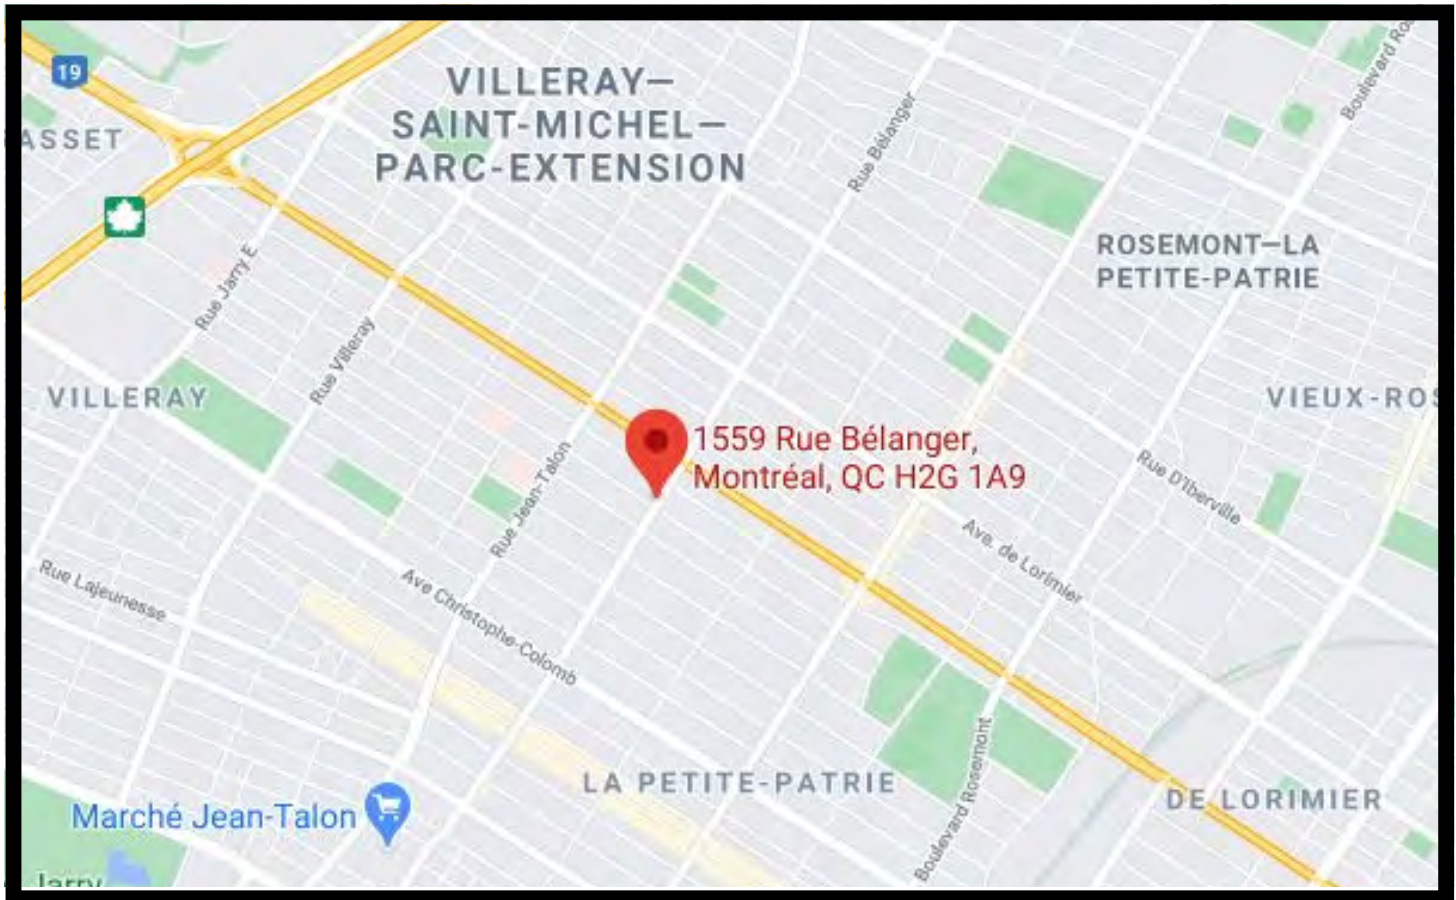 19
VILLERAY—
SAINT-MICHEL—
PARC-EXTENSION
Rue Bélanger
ASSET
ROSEMONT—LA
PETITE-PATRIE
Rue Jarry E
Rue Villeray
VILLERAY
VIEUX-ROS
1559 Rue Bélanger,
Montréal, QC H2G 1A9
Rue Jean-Talon
Rue D'Iberville
Ave. de Lorimier
Rue Lajeunesse
Ave Christophe-Colomb
LA PETITE-PATRIE
Boulevard Rosemont
DE LORIMIER
Marché Jean-Talon
Jarry
Boulevard Ro